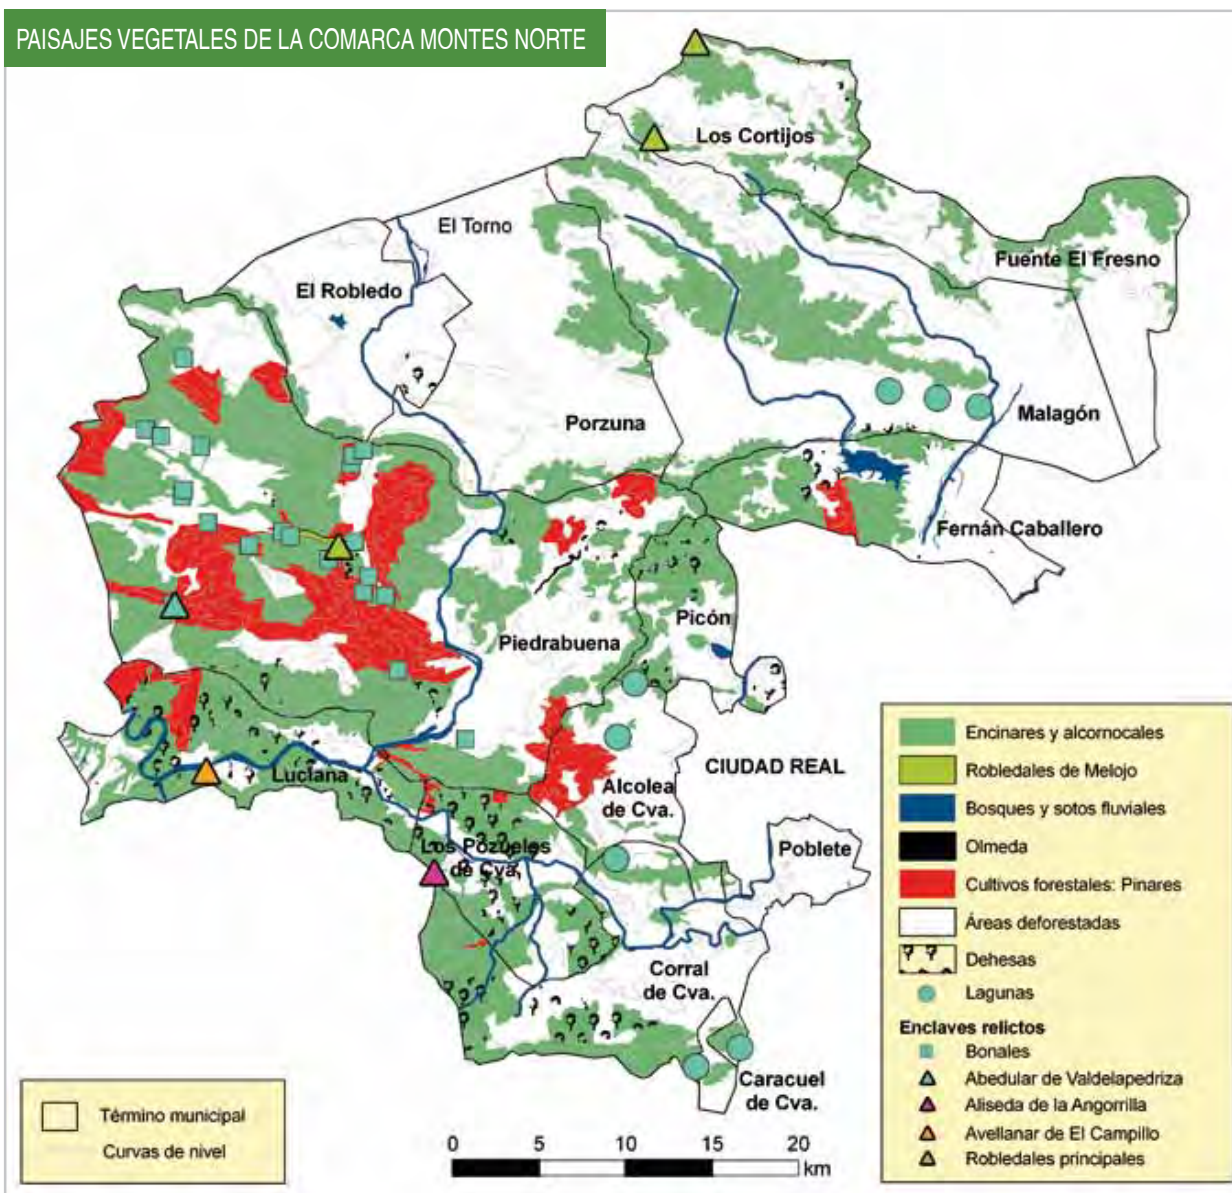 PAISAJES VEGETALES DE LA COMARCA MONTES NORTE
Los Cortijos
El Torno
Fuente El Fresno
El Robledo
Malagón
Porzuna
Fernán Caballero
Picón
Piedrabuena
CIUDAD REAL
Luciana
Alcolea
de Cva.
Los Pozuelos
de Cva.
Poblete
Corral
de Cva.
Caracuel
de Cva.
Encinares y alcornocales
Robledales de Melojo
Bosques y sotos fluviales
Olmeda
Cultivos forestales: Pinares
Áreas deforestadas
Dehesas
Lagunas
Enclaves relictos
Bonales
Abedular de Valdelapedriza
Aliseda de la Angorrilla
Avellanar de El Campillo
Robledales principales
Término municipal
Curvas de nivel
0 5 10 15 20
km